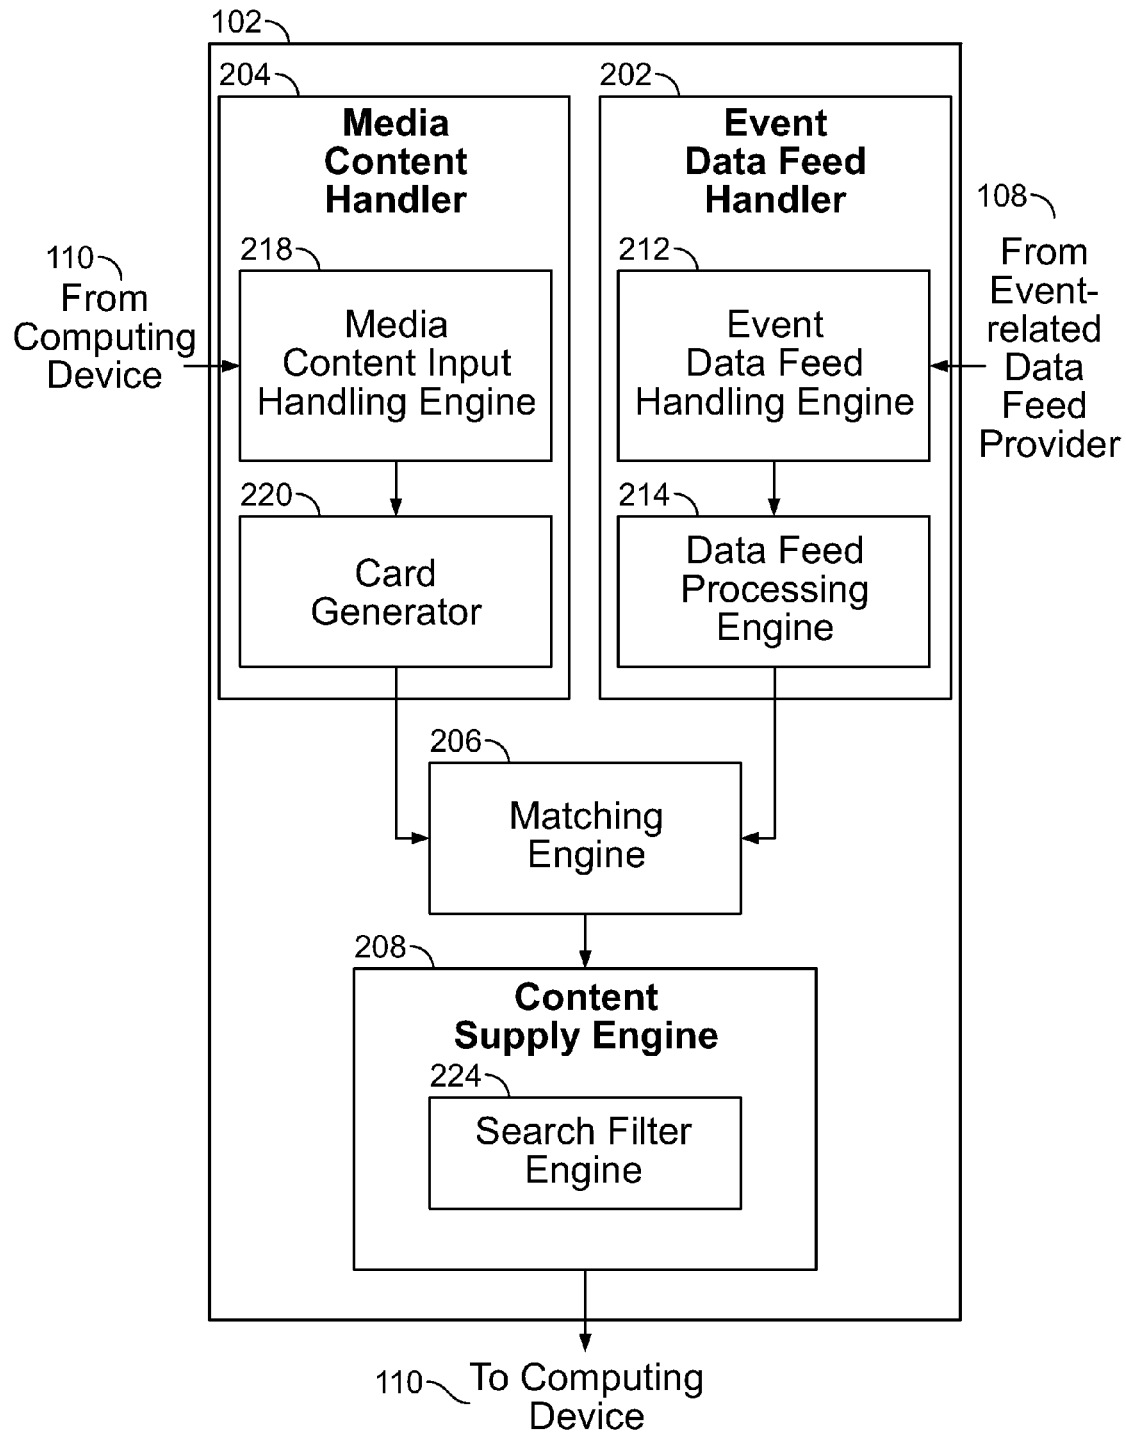 102
204
Media
Content
Handler
202
Event
Data Feed
Handler
110
From
Computing
Device
108
From
Event-
related
Data
Feed
Provider
218
Media
Content Input
Handling Engine
212
Event
Data Feed
Handling Engine
220
Card
Generator
214
Data Feed
Processing
Engine
206
Matching
Engine
208
Content
Supply Engine
224
Search Filter
Engine
110
To Computing
Device